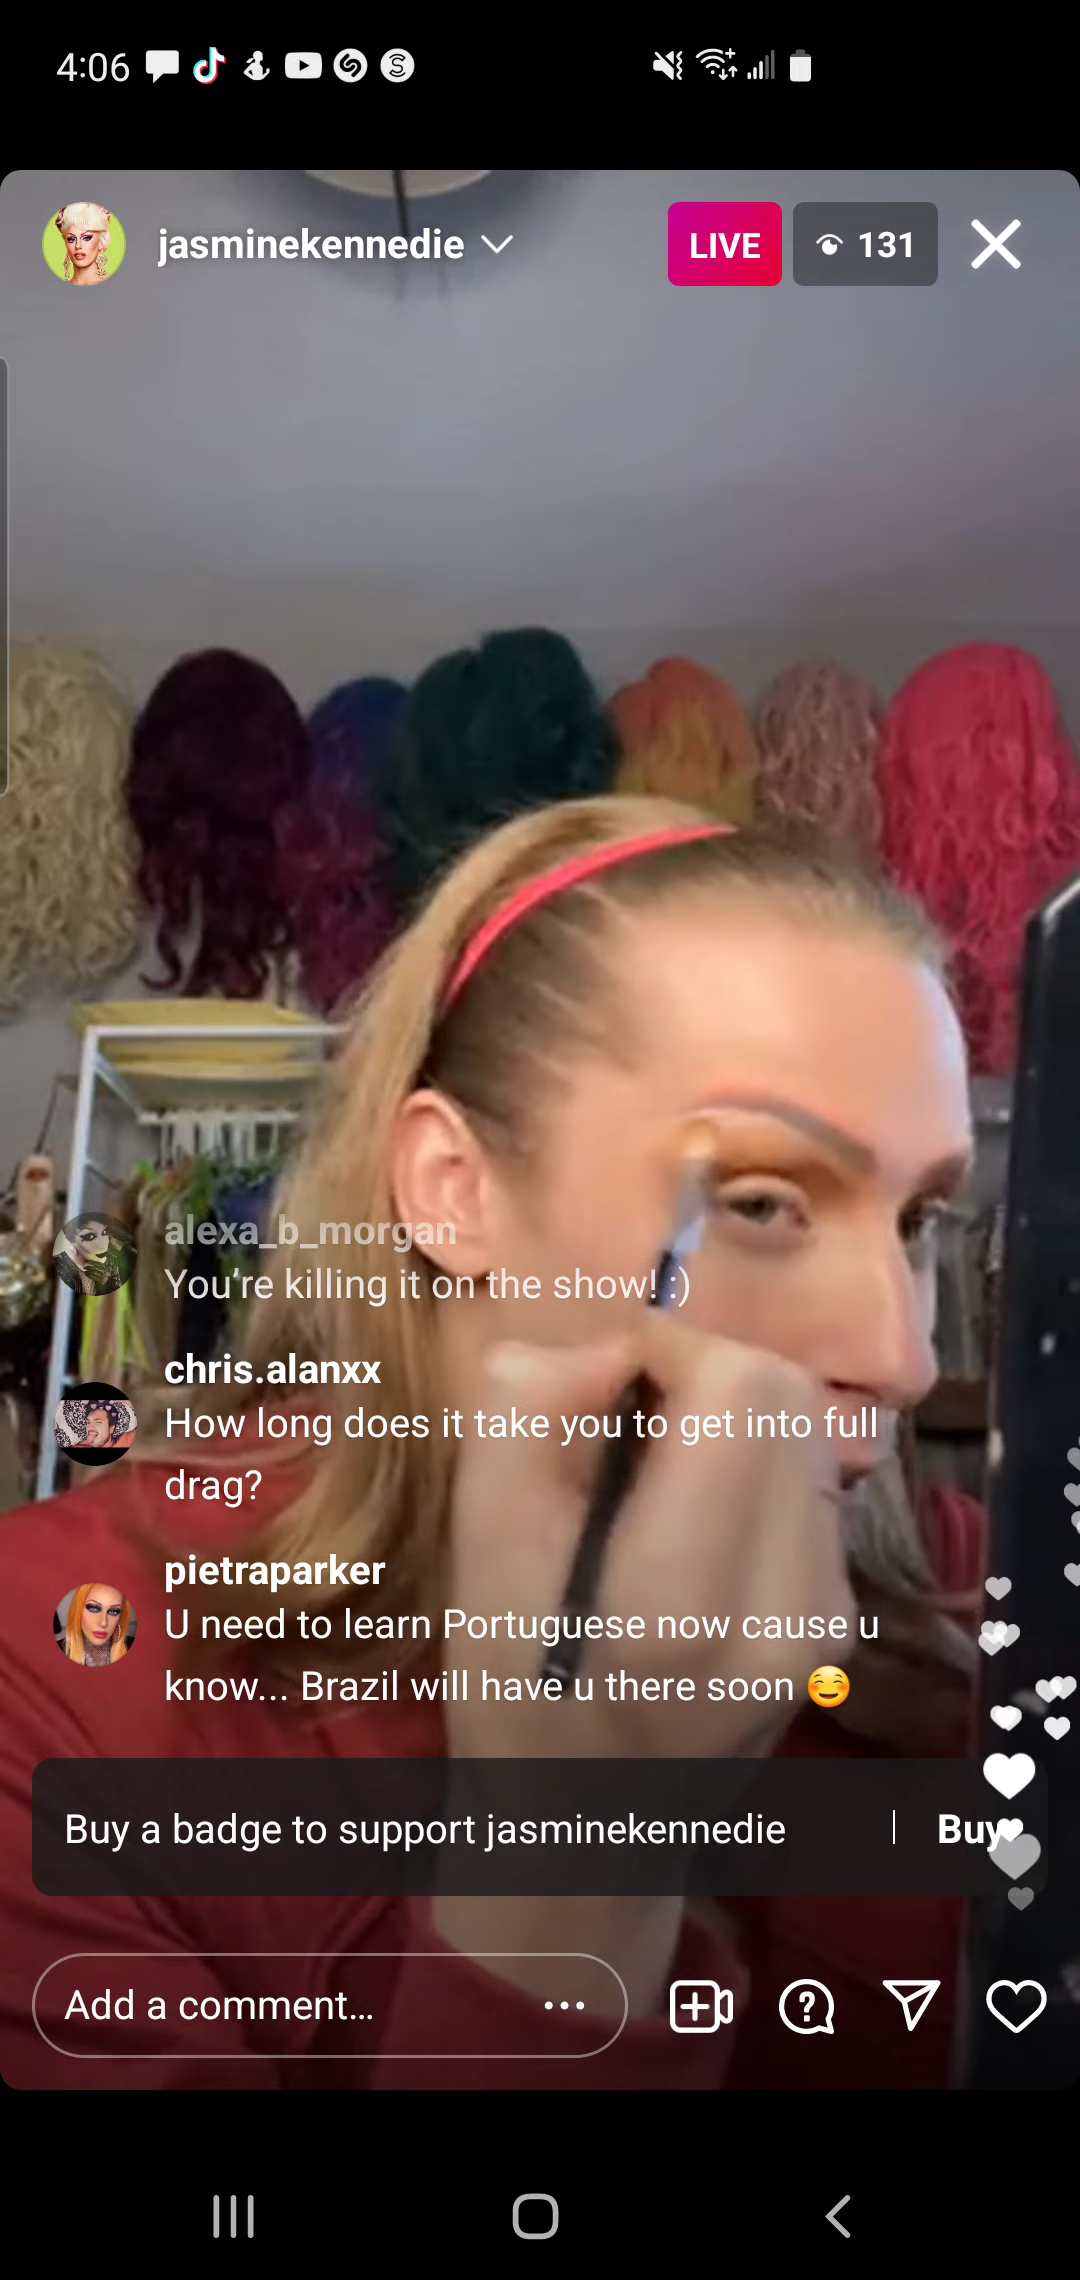 4:06
jasminekennedie
LIVE
131
alexa_b_morgan
You're killing it on the show! :)
chris.alanxx
How long does it take you to get into full
drag?
pietraparker
U need to learn Portuguese now cause u
know... Brazil will have u there soon ☺️
Buy a badge to support jasminekennedie | Buy
Add a comment...